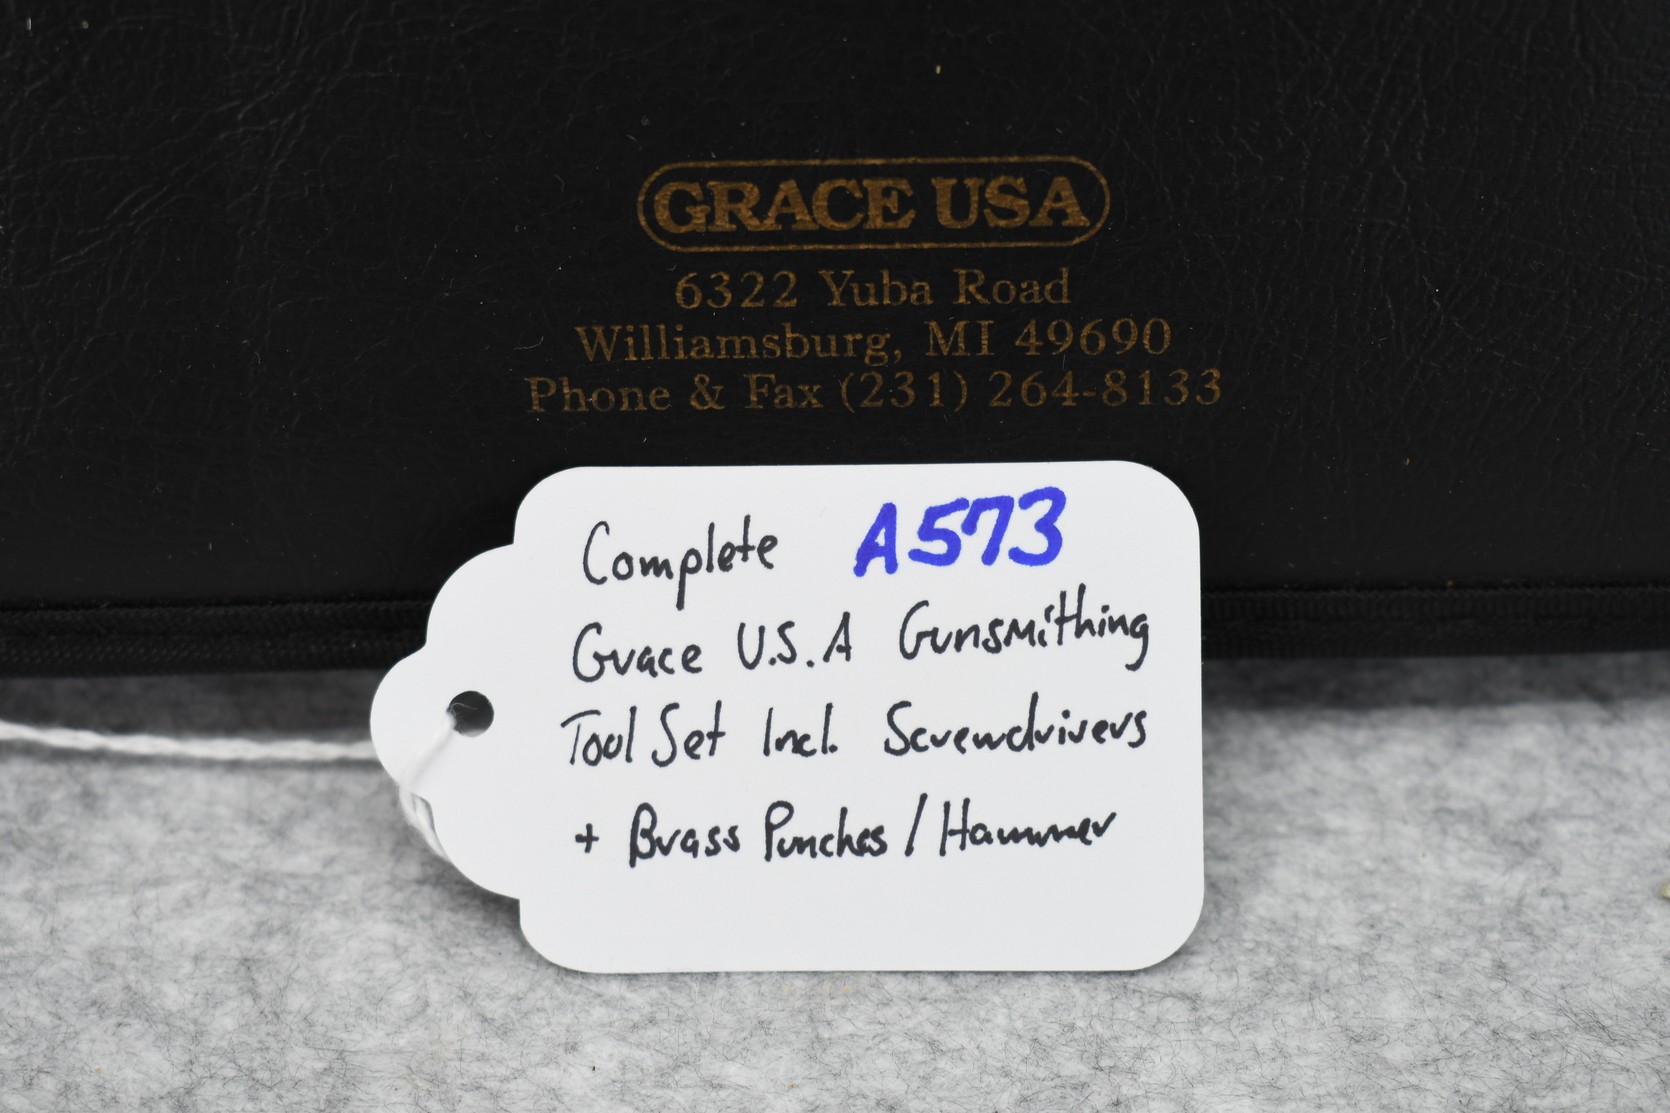 GRACE USA
6322 Yuba Road
Williamsburg, MI 49690
Phone & Fax (231) 264-8133
Complete A573
Grace U.S.A Gunsmithing
Tool Set Incl. Screwdrivers
+ Brass Punches / Hammer